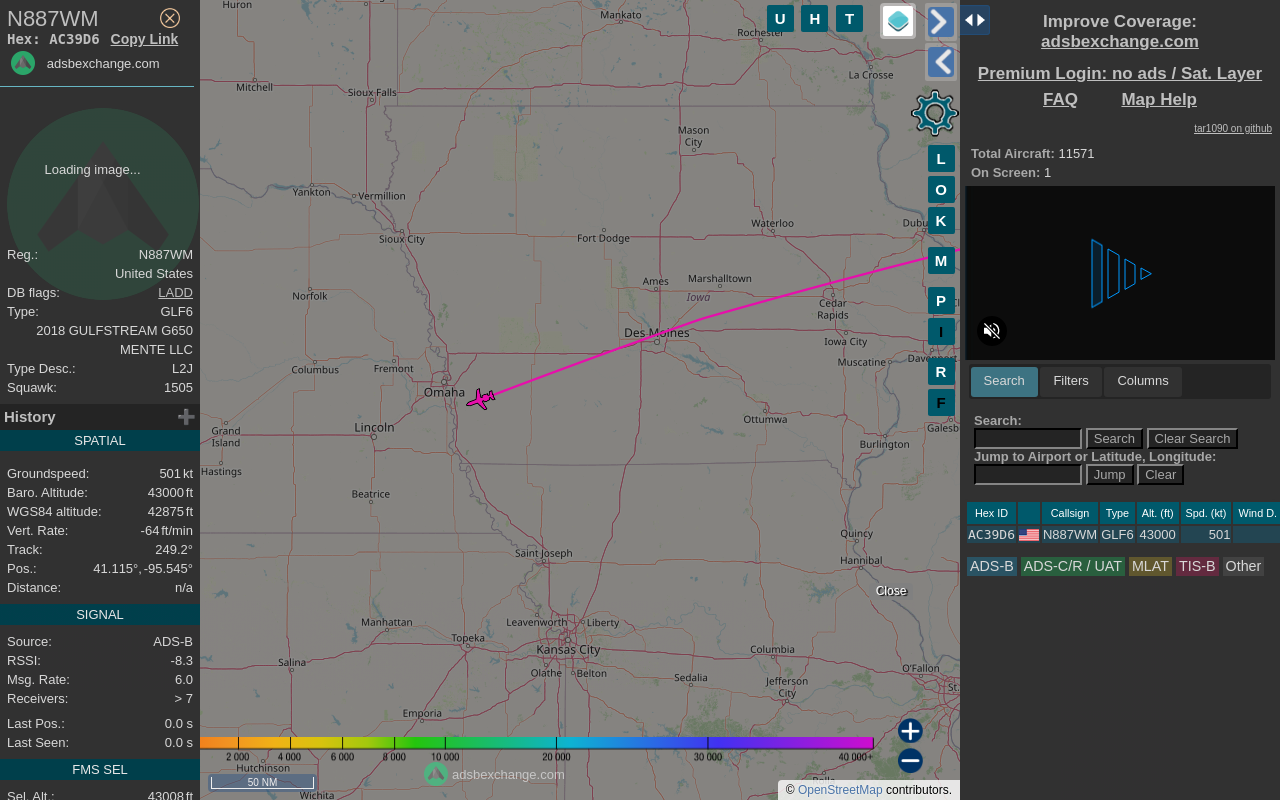 N887WM
Hex: AC39D6 Copy Link
adsbexchange.com
Loading image...
Reg.: N887WM
United States
DB flags: LADD
Type: GLF6
2018 GULFSTREAM G650
MENTE LLC
Type Desc.: L2J
Squawk: 1505
History
SPATIAL
Groundspeed: 501 kt
Baro. Altitude: 43000 ft
WGS84 altitude: 42875 ft
Vert. Rate: -64 ft/min
Track: 249.2°
Pos.: 41.115°, -95.545°
Distance: n/a
SIGNAL
Source: ADS-B
RSSI: -8.3
Msg. Rate: 6.0
Receivers: > 7
Last Pos.: 0.0 s
Last Seen: 0.0 s
FMS SEL
Sel. Alt.: 43008 ft
Huron
Mankato
Rochester
La Crosse
Mitchell
Sioux Falls
Mason
City
Yankton
Vermillion
Sioux City
Fort Dodge
Waterloo
Ames
Marshalltown
Iowa
Norfolk
Cedar
Rapids
Des Moines
Iowa City
Columbus
Fremont
Muscatine
Omaha
Lincoln
Grand
Island
Ottumwa
Burlington
Hastings
Beatrice
Quincy
Saint Joseph
Hannibal
Close
Manhattan
Leavenworth
Liberty
Topeka
Kansas City
Columbia
Salina
Olathe
Belton
Sedalia
Jefferson
City
O'Fallon
St.
Emporia
Hutchinson
Wichita
U H T
L
O
K
M
P
I
R
F
2 000 4 000 6 000 8 000 10 000 20 000 30 000 40 000+
50 NM
adsbexchange.com
© OpenStreetMap contributors.
Improve Coverage:
adsbexchange.com
Premium Login: no ads / Sat. Layer
FAQ Map Help
tar1090 on github
Total Aircraft: 11571
On Screen: 1
Search Filters Columns
Search:
Search Clear Search
Jump to Airport or Latitude, Longitude:
Jump Clear
Hex ID Callsign Type Alt. (ft) Spd. (kt) Wind D.
AC39D6 N887WM GLF6 43000 501
ADS-B ADS-C/R / UAT MLAT TIS-B Other